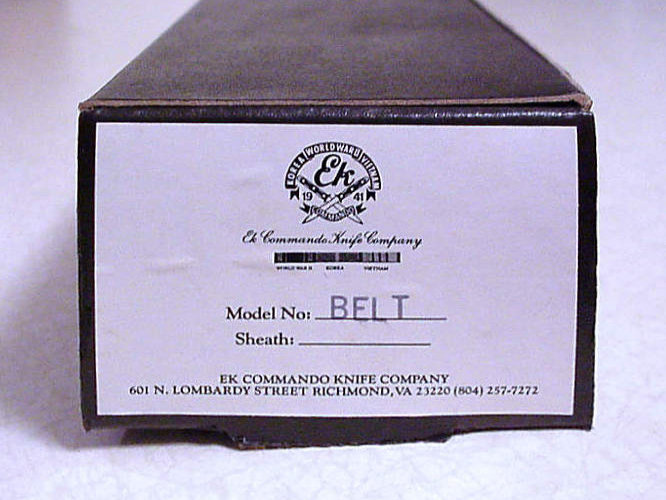 KOREA WORLD WAR II VIETNAM
Ek
19 41
Ek Commando Knife Company
WORLD WAR II KOREA VIETNAM
Model No: BELT
Sheath:
EK COMMANDO KNIFE COMPANY
601 N. LOMBARDY STREET RICHMOND, VA 23220 (804) 257-7272